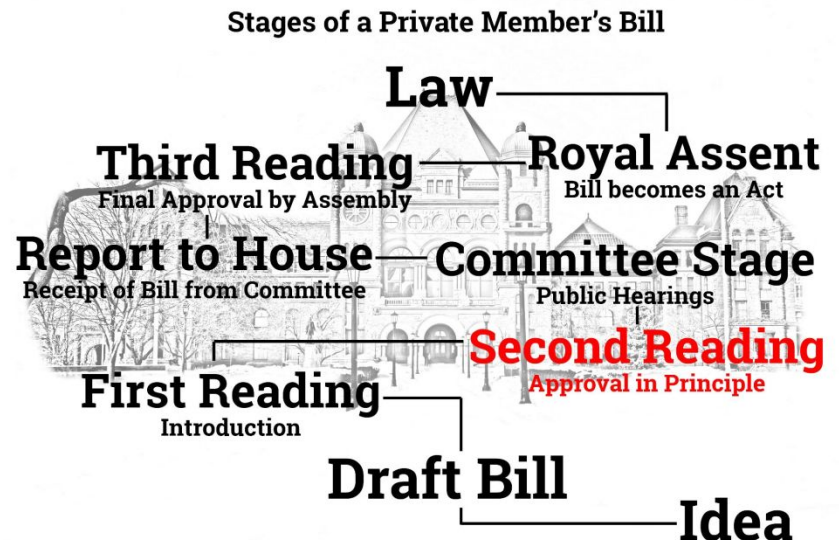 Stages of a Private Member's Bill
Law
Third Reading
Final Approval by Assembly
Royal Assent
Bill becomes an Act
Report to House
Receipt of Bill from Committee
Committee Stage
Public Hearings
Second Reading
Approval in Principle
First Reading
Introduction
Draft Bill
Idea